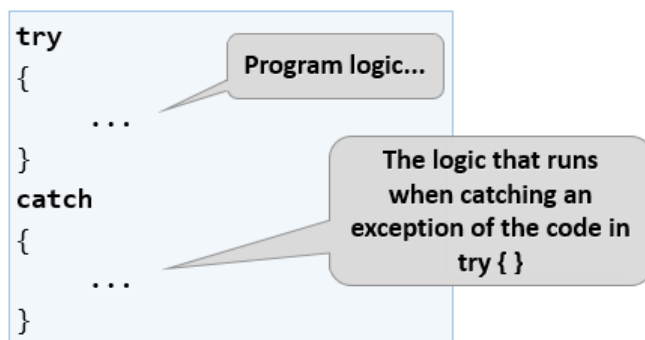 try
{
Program logic...
...
}
catch
{
The logic that runs
when catching an
exception of the code in
try { }
...
}